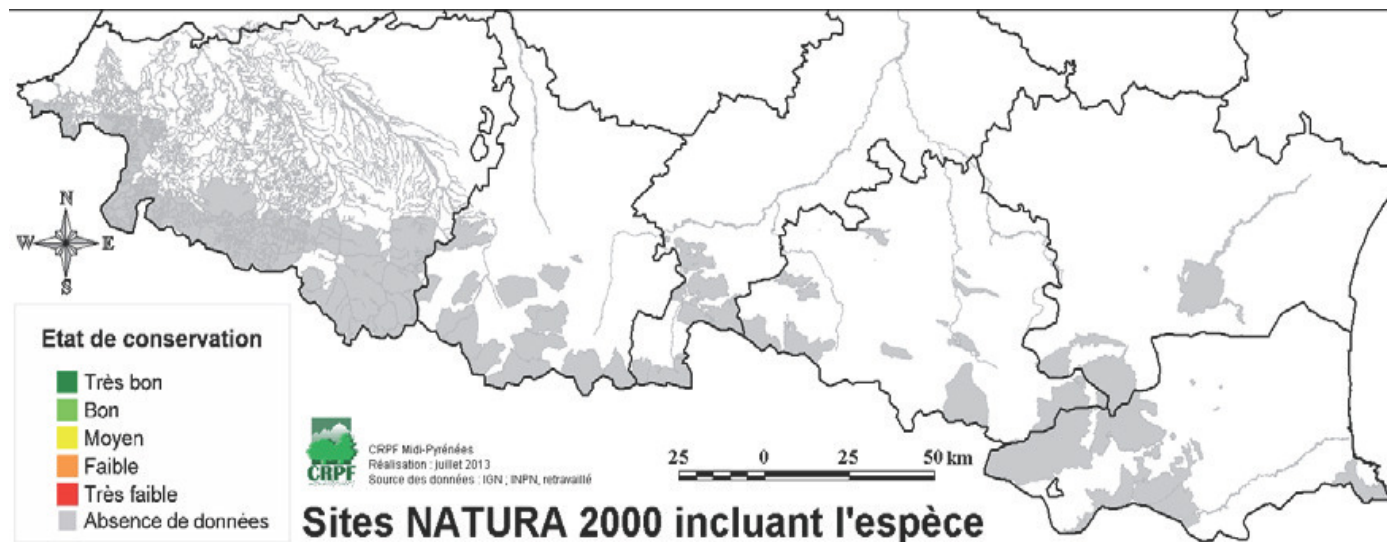 N
W E
S
Etat de conservation
Très bon
Bon
Moyen
Faible
Très faible
Absence de données
CRPF
CRPF Midi-Pyrénées
Réalisation : juillet 2013
Source des données : IGN ; INPN, retravaillé
25 0 25 50 km
Sites NATURA 2000 incluant l'espèce